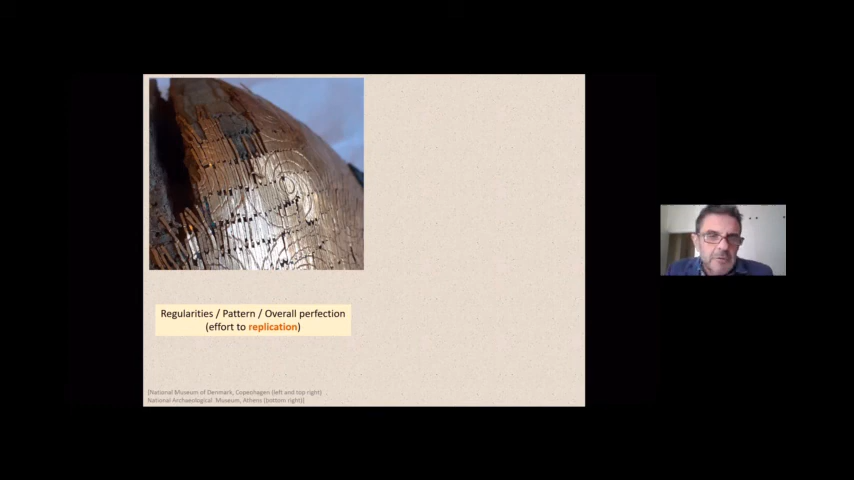 Regularities / Pattern / Overall perfection
(effort to replication)
[National Museum of Denmark, Copenhagen (left and top right)
National Archaeological Museum, Athens (bottom right)]